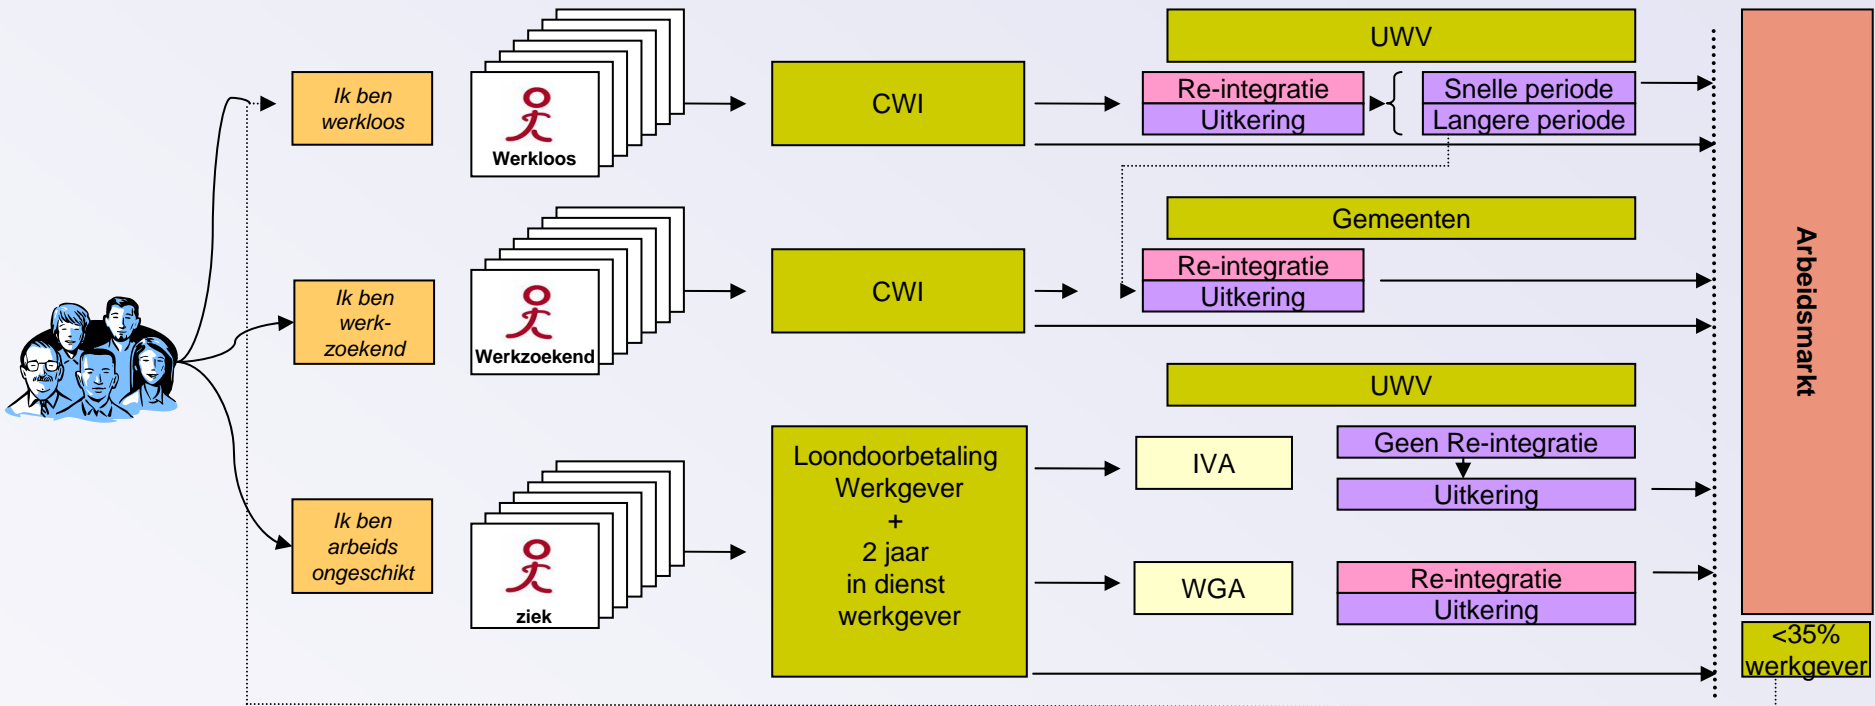 UWV
Ik ben
werkloos
Werkloos
CWI
Re-integratie
Uitkering
Snelle periode
Langere periode
Gemeenten
Ik ben
werk-
zoekend
Werkzoekend
CWI
Re-integratie
Uitkering
UWV
Ik ben
arbeids
ongeschikt
ziek
Loondoorbetaling
Werkgever
+
2 jaar
in dienst
werkgever
IVA
Geen Re-integratie
Uitkering
WGA
Re-integratie
Uitkering
Arbeidsmarkt
<35%
werkgever